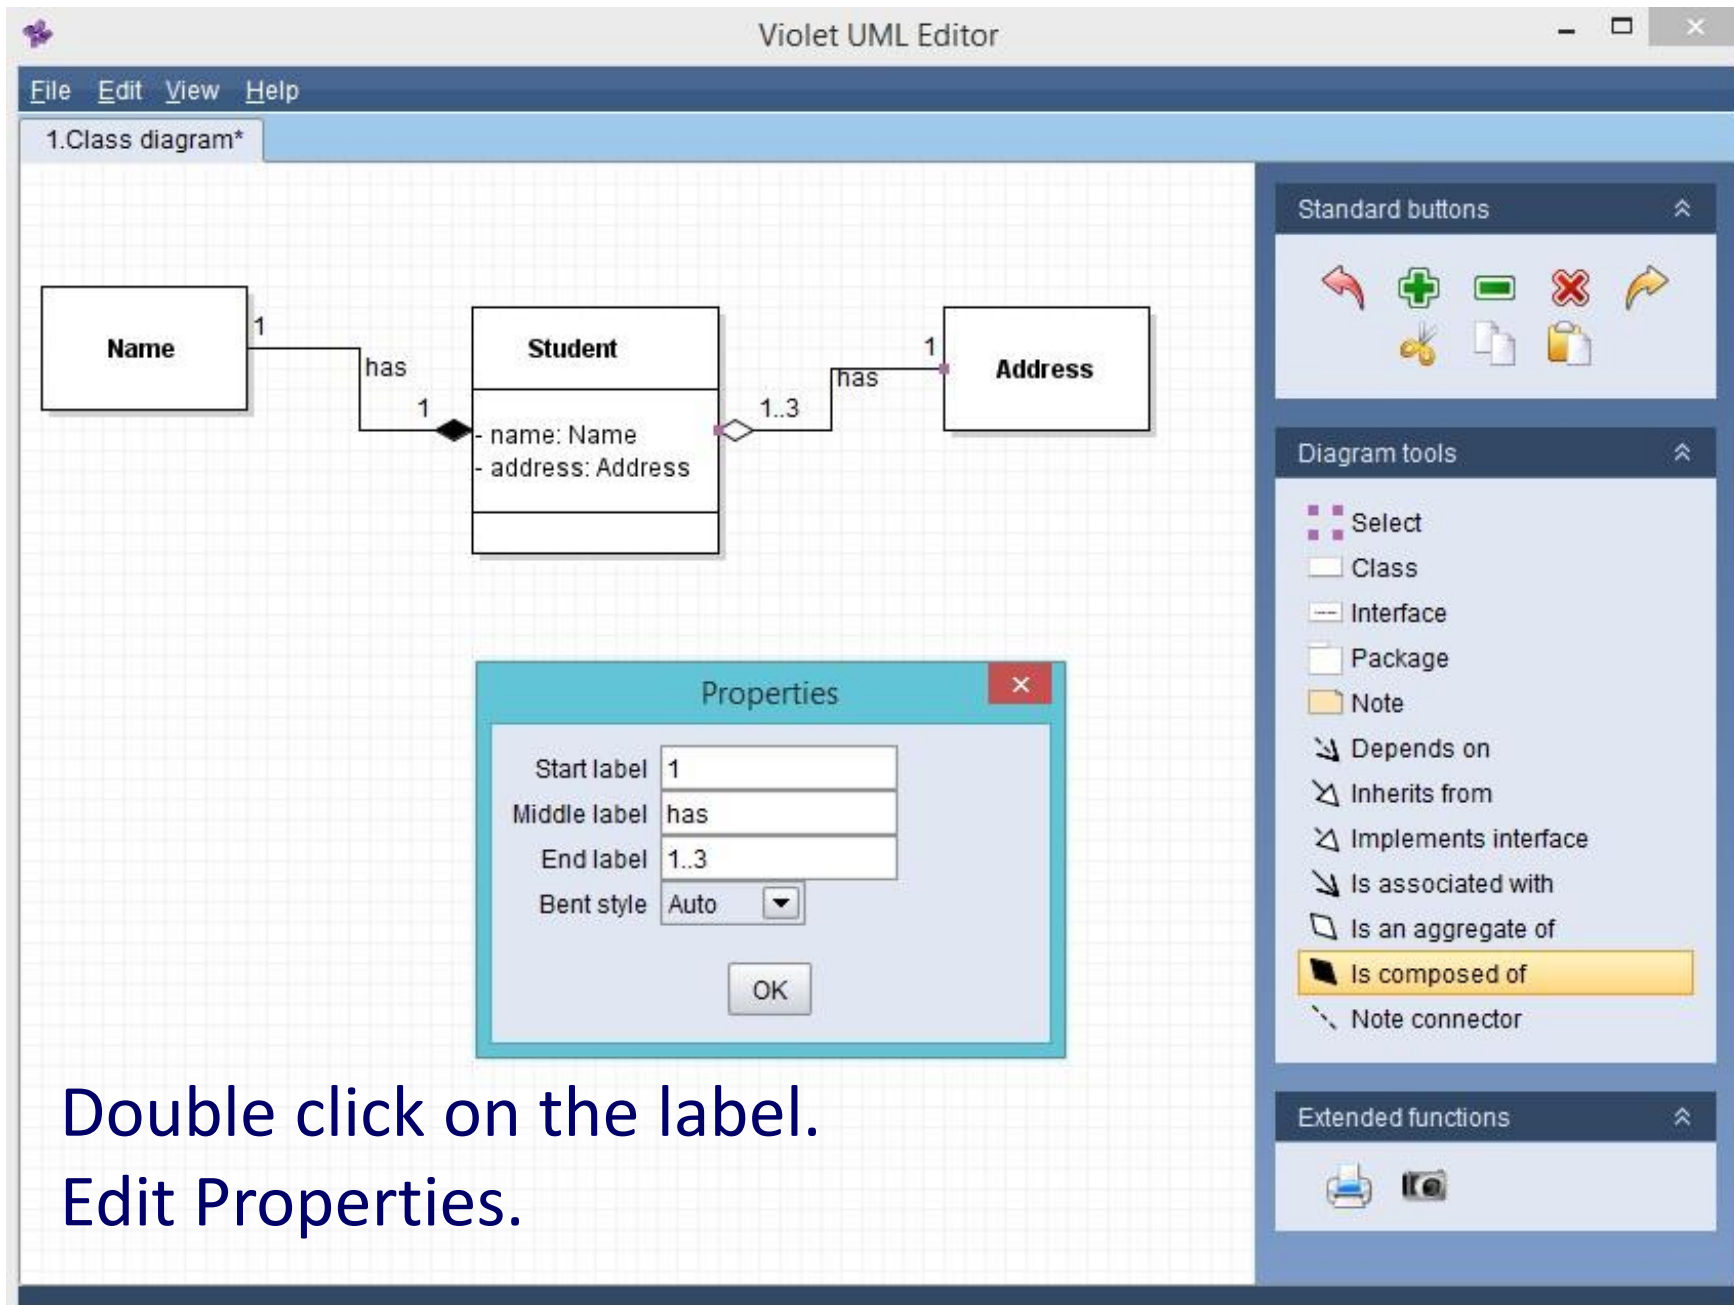 Violet UML Editor
File Edit View Help
1.Class diagram*
Name
1
has
1
Student
- name: Name
- address: Address
1..3
has
1
Address
Properties
Start label 1
Middle label has
End label 1..3
Bent style Auto
OK
Double click on the label.
Edit Properties.
Standard buttons
Diagram tools
Select
Class
Interface
Package
Note
Depends on
Inherits from
Implements interface
Is associated with
Is an aggregate of
Is composed of
Note connector
Extended functions